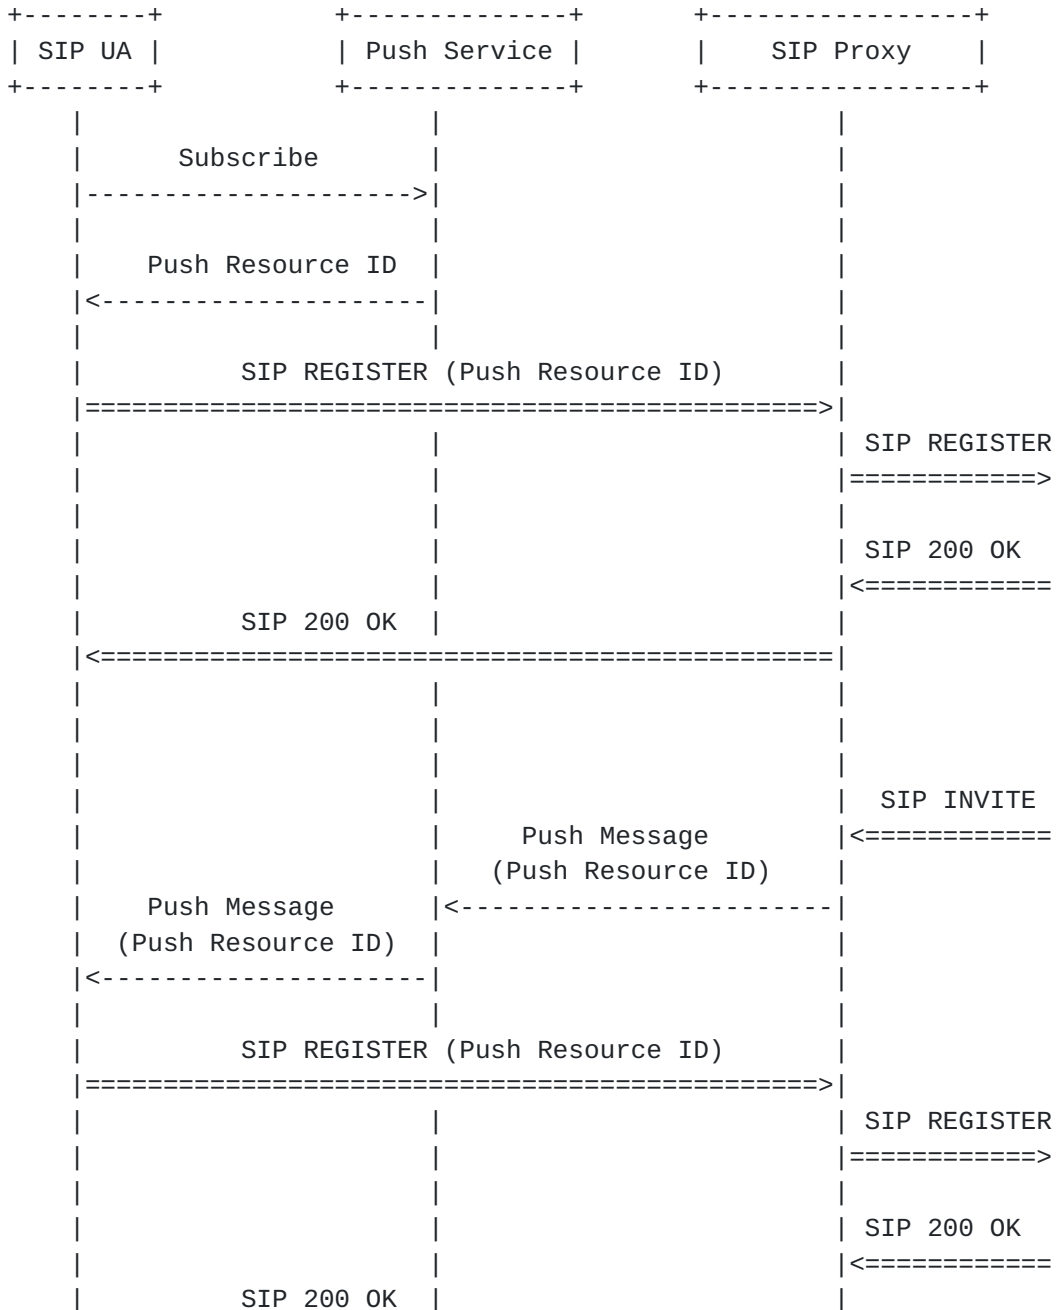 SIP UA Push Service SIP Proxy
Subscribe
Push Resource ID
SIP REGISTER (Push Resource ID)
SIP REGISTER
SIP 200 OK
SIP 200 OK
SIP INVITE
Push Message
(Push Resource ID)
Push Message
(Push Resource ID)
SIP REGISTER (Push Resource ID)
SIP REGISTER
SIP 200 OK
SIP 200 OK